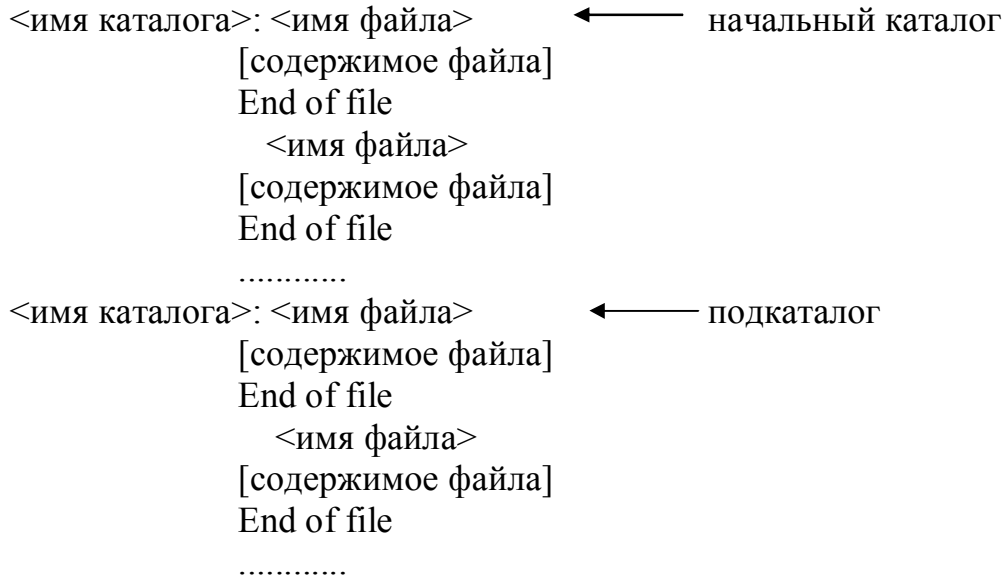 <имя каталога>: <имя файла> начальный каталог
[содержимое файла]
End of file
<имя файла>
[содержимое файла]
End of file
............
<имя каталога>: <имя файла> подкаталог
[содержимое файла]
End of file
<имя файла>
[содержимое файла]
End of file
............